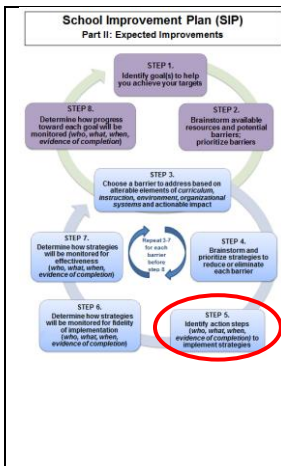 School Improvement Plan (SIP)
Part II: Expected Improvements
STEP 1.
Identify goal(s) to help
you achieve your targets
STEP 2.
Brainstorm available
resources and potential
barriers;
prioritize barriers
STEP 3.
Choose a barrier to address based on
alterable elements of curriculum,
instruction, environment, organizational
systems and actionable impact
STEP 4.
Brainstorm and
prioritize strategies to
reduce or eliminate
each barrier
STEP 5.
Identify action steps
(who, what, when,
evidence of completion) to
implement strategies
STEP 6.
Determine how strategies
will be monitored for fidelity
of implementation (who, what, when,
evidence of completion)
STEP 7.
Determine how strategies
will be monitored for
effectiveness
(who, what, when,
evidence of completion)
Repeat 3-7
for each
barrier
before
step 8
STEP 8.
Determine how progress
toward each goal will be
monitored (who, what, when,
evidence of completion)